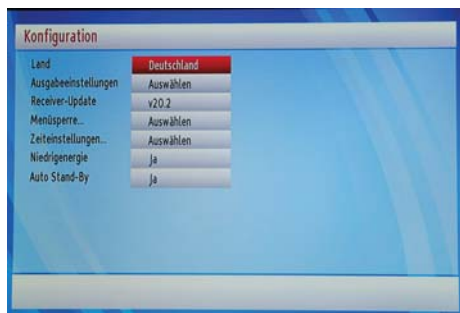 Konfiguration
Land Deutschland
Ausgabeeinstellungen Auswählen
Receiver-Update v20.2
Menüsperre... Auswählen
Zeiteinstellungen... Auswählen
Niedrigenergie Ja
Auto Stand-By Ja